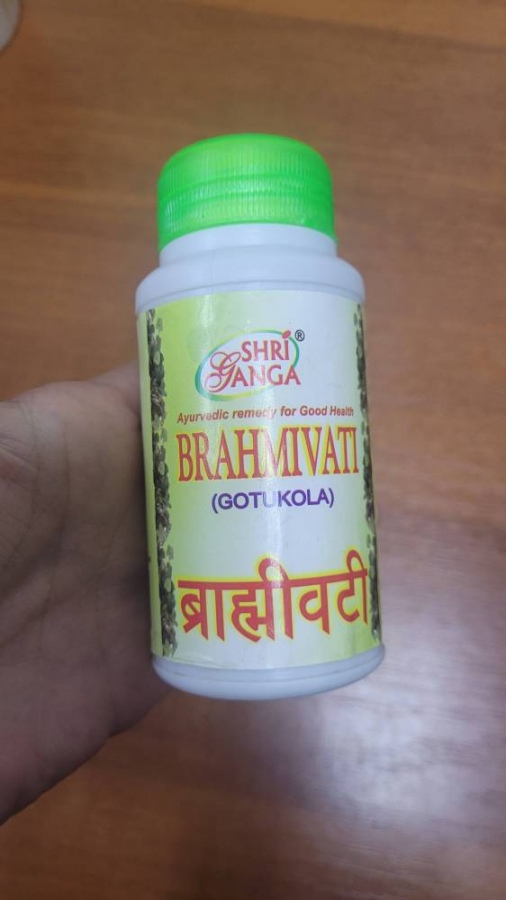 SHRI
GANGA®
Ayurvedic remedy for Good Health
BRAHMIVATI
(GOTUKOLA)
ब्राह्मीवटी